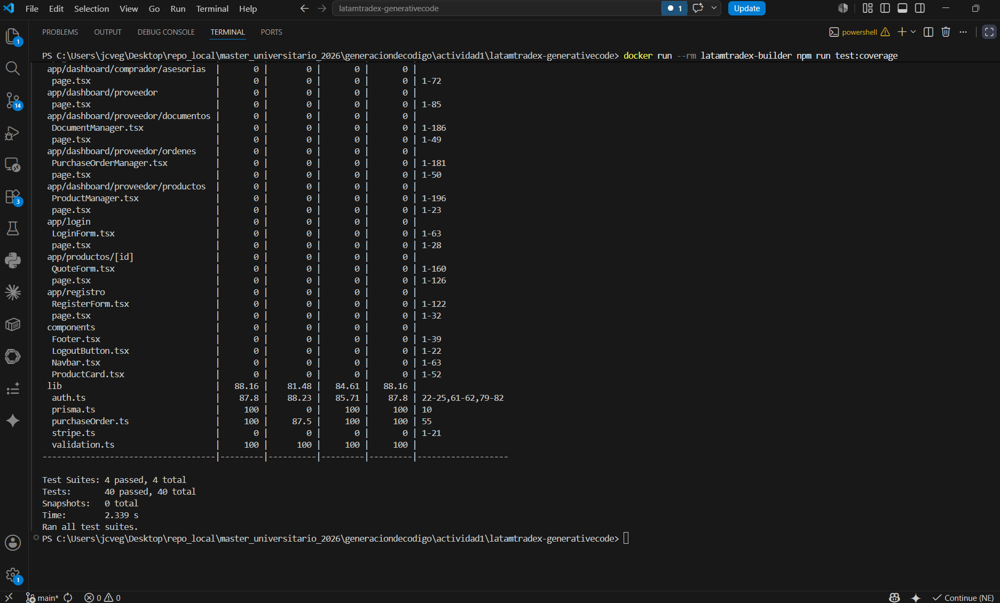 File Edit Selection View Go Run Terminal Help latamtradex-generativecode 1 Update
PROBLEMS OUTPUT DEBUG CONSOLE TERMINAL PORTS powershell
PS C:\Users\jcveg\Desktop\repo_local\master_universitario_2026\generaciondecodigo\actividad1\latamtradex-generativecode> docker run --rm latamtradex-builder npm run test:coverage
app/dashboard/comprador/asesorias | 0 | 0 | 0 | 0 |
page.tsx | 0 | 0 | 0 | 0 | 1-72
app/dashboard/proveedor | 0 | 0 | 0 | 0 |
page.tsx | 0 | 0 | 0 | 0 | 1-85
app/dashboard/proveedor/documentos | 0 | 0 | 0 | 0 |
DocumentManager.tsx | 0 | 0 | 0 | 0 | 1-186
page.tsx | 0 | 0 | 0 | 0 | 1-49
app/dashboard/proveedor/ordenes | 0 | 0 | 0 | 0 |
PurchaseOrderManager.tsx | 0 | 0 | 0 | 0 | 1-181
page.tsx | 0 | 0 | 0 | 0 | 1-50
app/dashboard/proveedor/productos | 0 | 0 | 0 | 0 |
ProductManager.tsx | 0 | 0 | 0 | 0 | 1-196
page.tsx | 0 | 0 | 0 | 0 | 1-23
app/login | 0 | 0 | 0 | 0 |
LoginForm.tsx | 0 | 0 | 0 | 0 | 1-63
page.tsx | 0 | 0 | 0 | 0 | 1-28
app/productos/[id] | 0 | 0 | 0 | 0 |
QuoteForm.tsx | 0 | 0 | 0 | 0 | 1-160
page.tsx | 0 | 0 | 0 | 0 | 1-126
app/registro | 0 | 0 | 0 | 0 |
RegisterForm.tsx | 0 | 0 | 0 | 0 | 1-122
page.tsx | 0 | 0 | 0 | 0 | 1-32
components | 0 | 0 | 0 | 0 |
Footer.tsx | 0 | 0 | 0 | 0 | 1-39
LogoutButton.tsx | 0 | 0 | 0 | 0 | 1-22
Navbar.tsx | 0 | 0 | 0 | 0 | 1-63
ProductCard.tsx | 0 | 0 | 0 | 0 | 1-52
lib | 88.16 | 81.48 | 84.61 | 88.16 |
auth.ts | 87.8 | 88.23 | 85.71 | 87.8 | 22-25,61-62,79-82
prisma.ts | 100 | 0 | 100 | 100 | 10
purchaseOrder.ts | 100 | 87.5 | 100 | 100 | 55
stripe.ts | 0 | 0 | 0 | 0 | 1-21
validation.ts | 100 | 100 | 100 | 100 |
------------------------------------|---------|----------|---------|---------|-------------------
Test Suites: 4 passed, 4 total
Tests: 40 passed, 40 total
Snapshots: 0 total
Time: 2.339 s
Ran all test suites.
PS C:\Users\jcveg\Desktop\repo_local\master_universitario_2026\generaciondecodigo\actividad1\latamtradex-generativecode>
1
14
3
1
main* 0 0 Continue (NE)